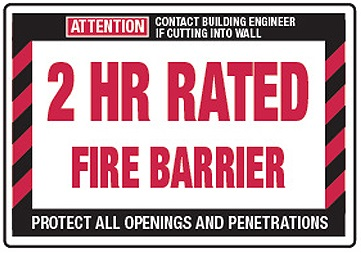 ATTENTION CONTACT BUILDING ENGINEER
IF CUTTING INTO WALL
2 HR RATED
FIRE BARRIER
PROTECT ALL OPENINGS AND PENETRATIONS